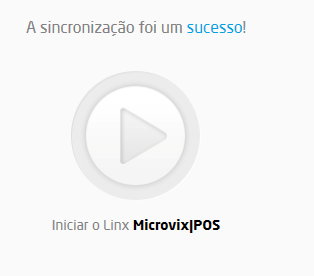 A sincronização foi um sucesso!
Iniciar o Linx Microvix|POS